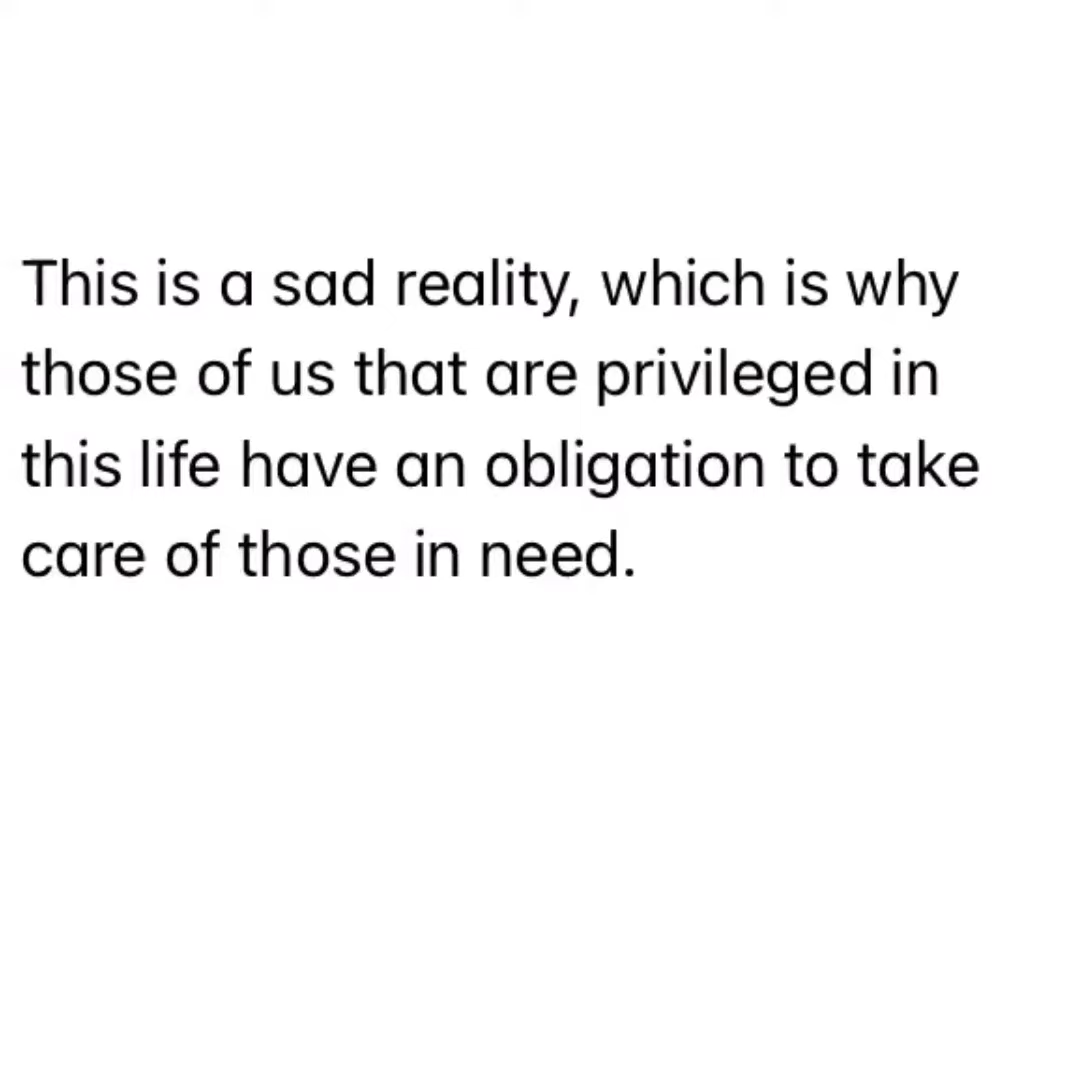 This is a sad reality, which is why
those of us that are privileged in
this life have an obligation to take
care of those in need.